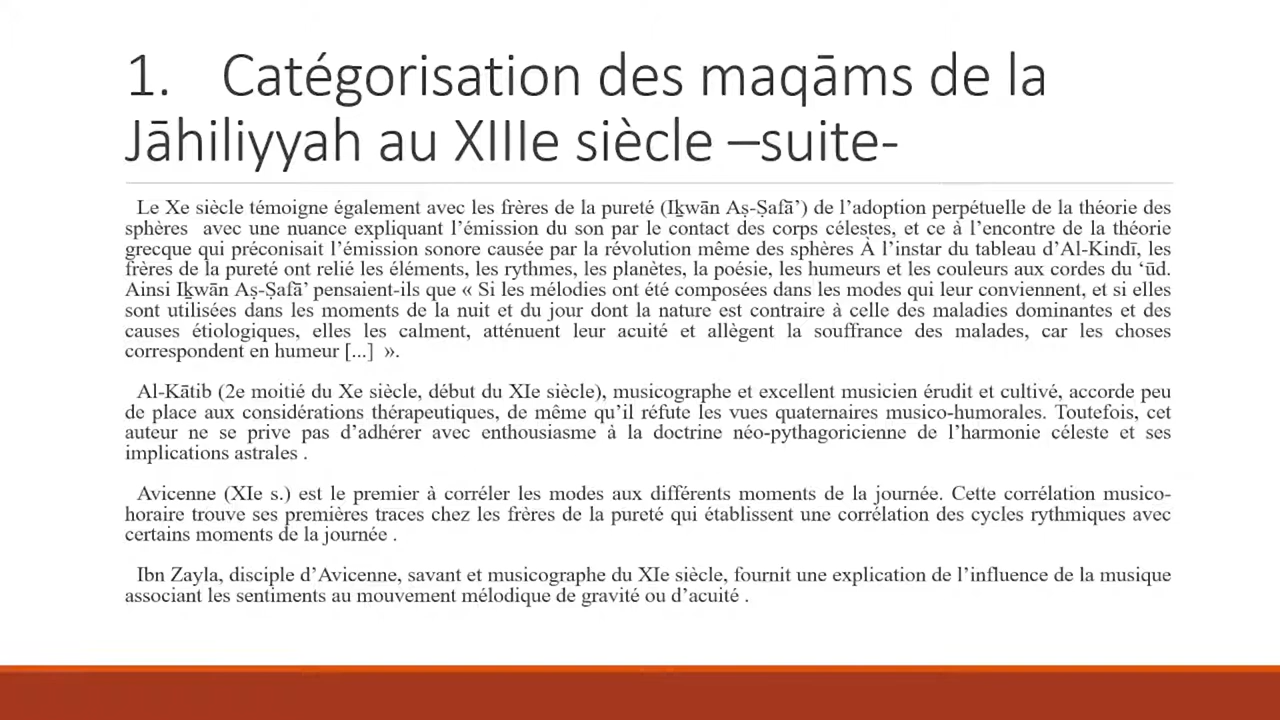 1. Catégorisation des maqāms de la
Jāhiliyyah au XIIIe siècle –suite-
Le Xe siècle témoigne également avec les frères de la pureté (Iḵwān Aṣ-Ṣafā’) de l’adoption perpétuelle de la théorie des
sphères avec une nuance expliquant l’émission du son par le contact des corps célestes, et ce à l’encontre de la théorie
grecque qui préconisait l’émission sonore causée par la révolution même des sphères À l’instar du tableau d’Al-Kindī, les
frères de la pureté ont relié les éléments, les rythmes, les planètes, la poésie, les humeurs et les couleurs aux cordes du ‘ūd.
Ainsi Iḵwān Aṣ-Ṣafā’ pensaient-ils que « Si les mélodies ont été composées dans les modes qui leur conviennent, et si elles
sont utilisées dans les moments de la nuit et du jour dont la nature est contraire à celle des maladies dominantes et des
causes étiologiques, elles les calment, atténuent leur acuité et allègent la souffrance des malades, car les choses
correspondent en humeur [...] ».
Al-Kātib (2e moitié du Xe siècle, début du XIe siècle), musicographe et excellent musicien érudit et cultivé, accorde peu
de place aux considérations thérapeutiques, de même qu’il réfute les vues quaternaires musico-humorales. Toutefois, cet
auteur ne se prive pas d’adhérer avec enthousiasme à la doctrine néo-pythagoricienne de l’harmonie céleste et ses
implications astrales .
Avicenne (XIe s.) est le premier à corréler les modes aux différents moments de la journée. Cette corrélation musico-
horaire trouve ses premières traces chez les frères de la pureté qui établissent une corrélation des cycles rythmiques avec
certains moments de la journée .
Ibn Zayla, disciple d’Avicenne, savant et musicographe du XIe siècle, fournit une explication de l’influence de la musique
associant les sentiments au mouvement mélodique de gravité ou d’acuité .